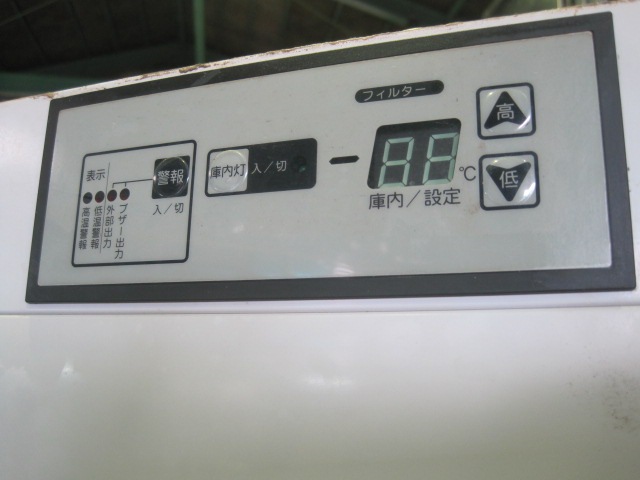 フィルター
高
表示
警報
入／切
高温警報
低温警報
外部出力
ブザー出力
庫内灯 入／切
-88 ℃
庫内／設定
低